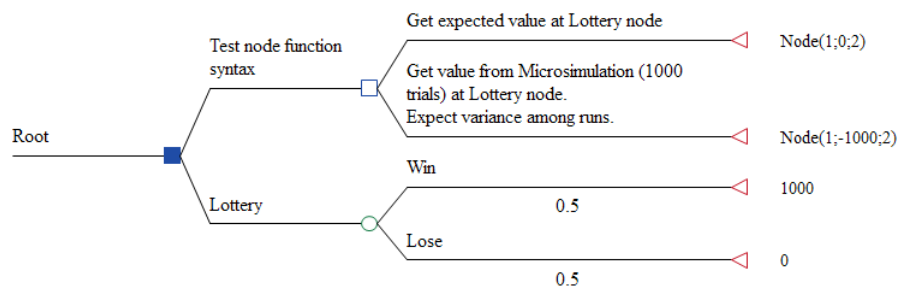 Root
Test node function
syntax
Get expected value at Lottery node
Node(1;0;2)
Get value from Microsimulation (1000
trials) at Lottery node.
Expect variance among runs.
Node(1;-1000;2)
Lottery
Win
0.5
1000
Lose
0.5
0